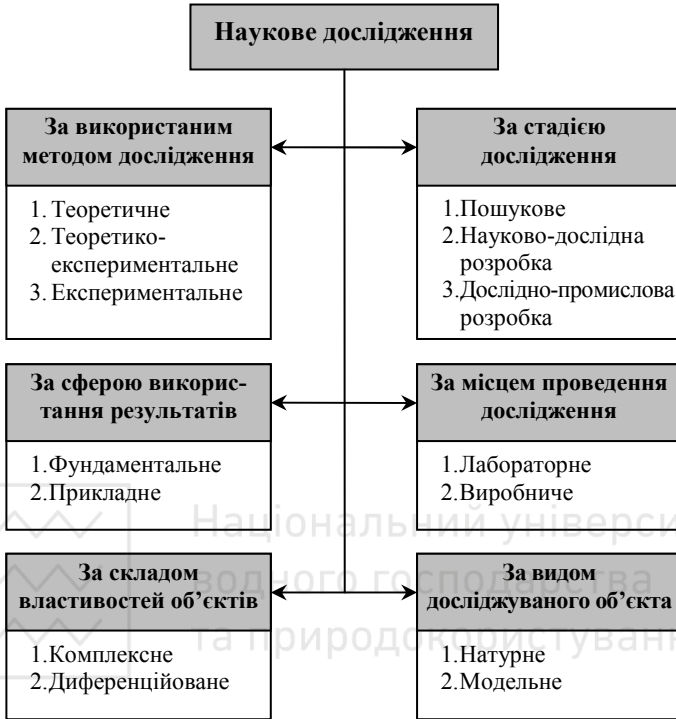 Наукове дослідження
За використаним
методом дослідження
1. Теоретичне
2. Теоретико-
експериментальне
3. Експериментальне
За стадією
дослідження
1.Пошукове
2.Науково-дослідна
розробка
3.Дослідно-промислова
розробка
За сферою викорис-
тання результатів
1.Фундаментальне
2.Прикладне
За місцем проведення
дослідження
1.Лабораторне
2.Виробниче
За складом
властивостей об’єктів
1.Комплексне
2.Диференційоване
За видом
досліджуваного об’єкта
1.Натурне
2.Модельне
Національний універси
водного господарства
та природокористуванн